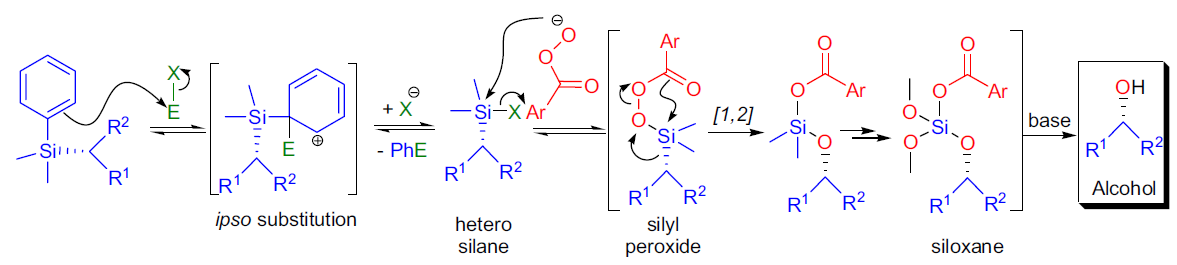 X
E
Si
R²
R¹
Si
E
⊕
R¹
R²
ipso substitution
+ X⊖
- PhE
Si
X
R¹
R²
hetero
silane
⊖
O
O
O
Ar
Ar
O
O
O
Si
R¹
R²
silyl
peroxide
[1,2]
O
O
Ar
Si
O
R¹
R²
O
O
Ar
O
Si
O
O
R¹
R²
siloxane
base
OH
R¹
R²
Alcohol